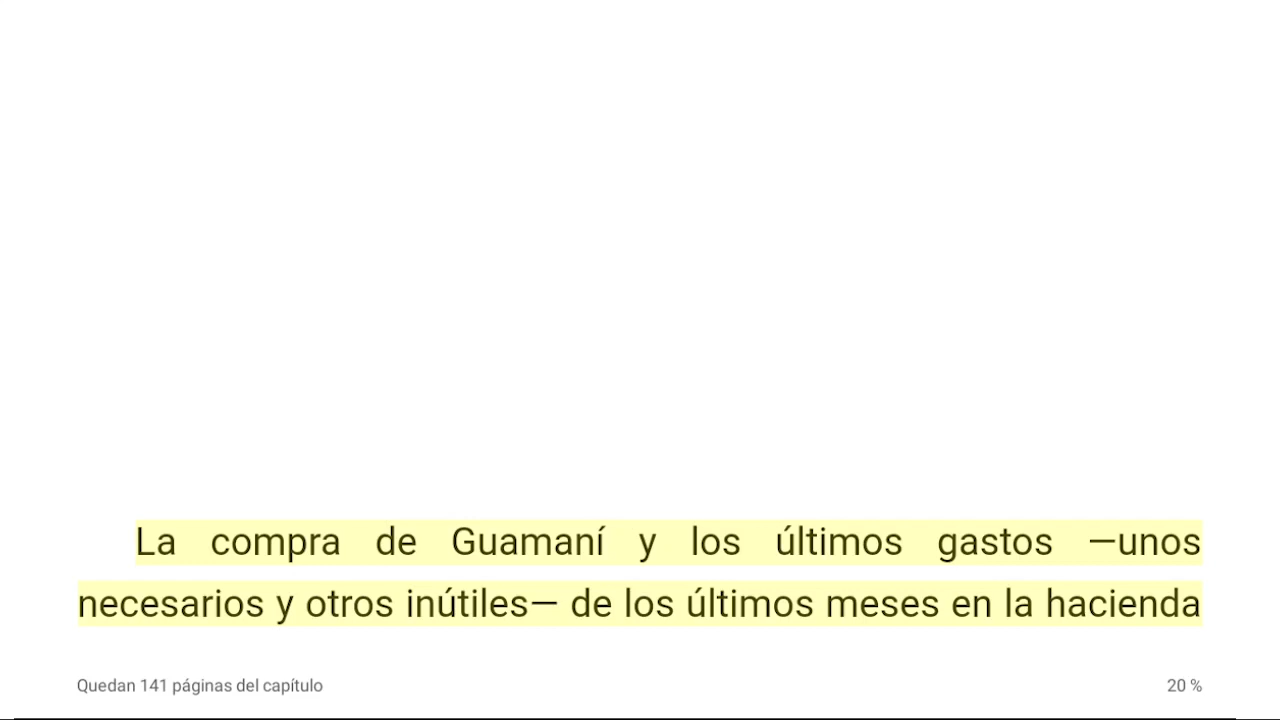 La compra de Guamaní y los últimos gastos —unos
necesarios y otros inútiles— de los últimos meses en la hacienda
Quedan 141 páginas del capítulo 20 %